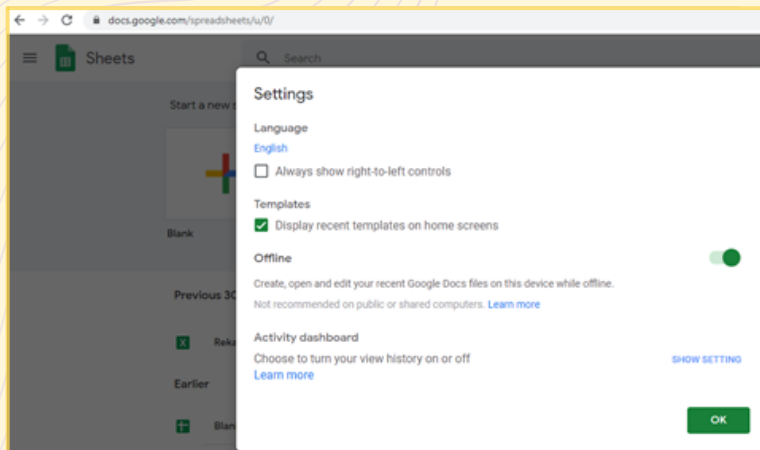 docs.google.com/spreadsheets/u/0/
Sheets
Search
Start a new
Settings
Language
English
Always show right-to-left controls
Templates
Display recent templates on home screens
Blank
Offline
Create, open and edit your recent Google Docs files on this device while offline.
Previous 30
Not recommended on public or shared computers. Learn more
Activity dashboard
Reka
Choose to turn your view history on or off
SHOW SETTING
Learn more
Earlier
OK
Blan